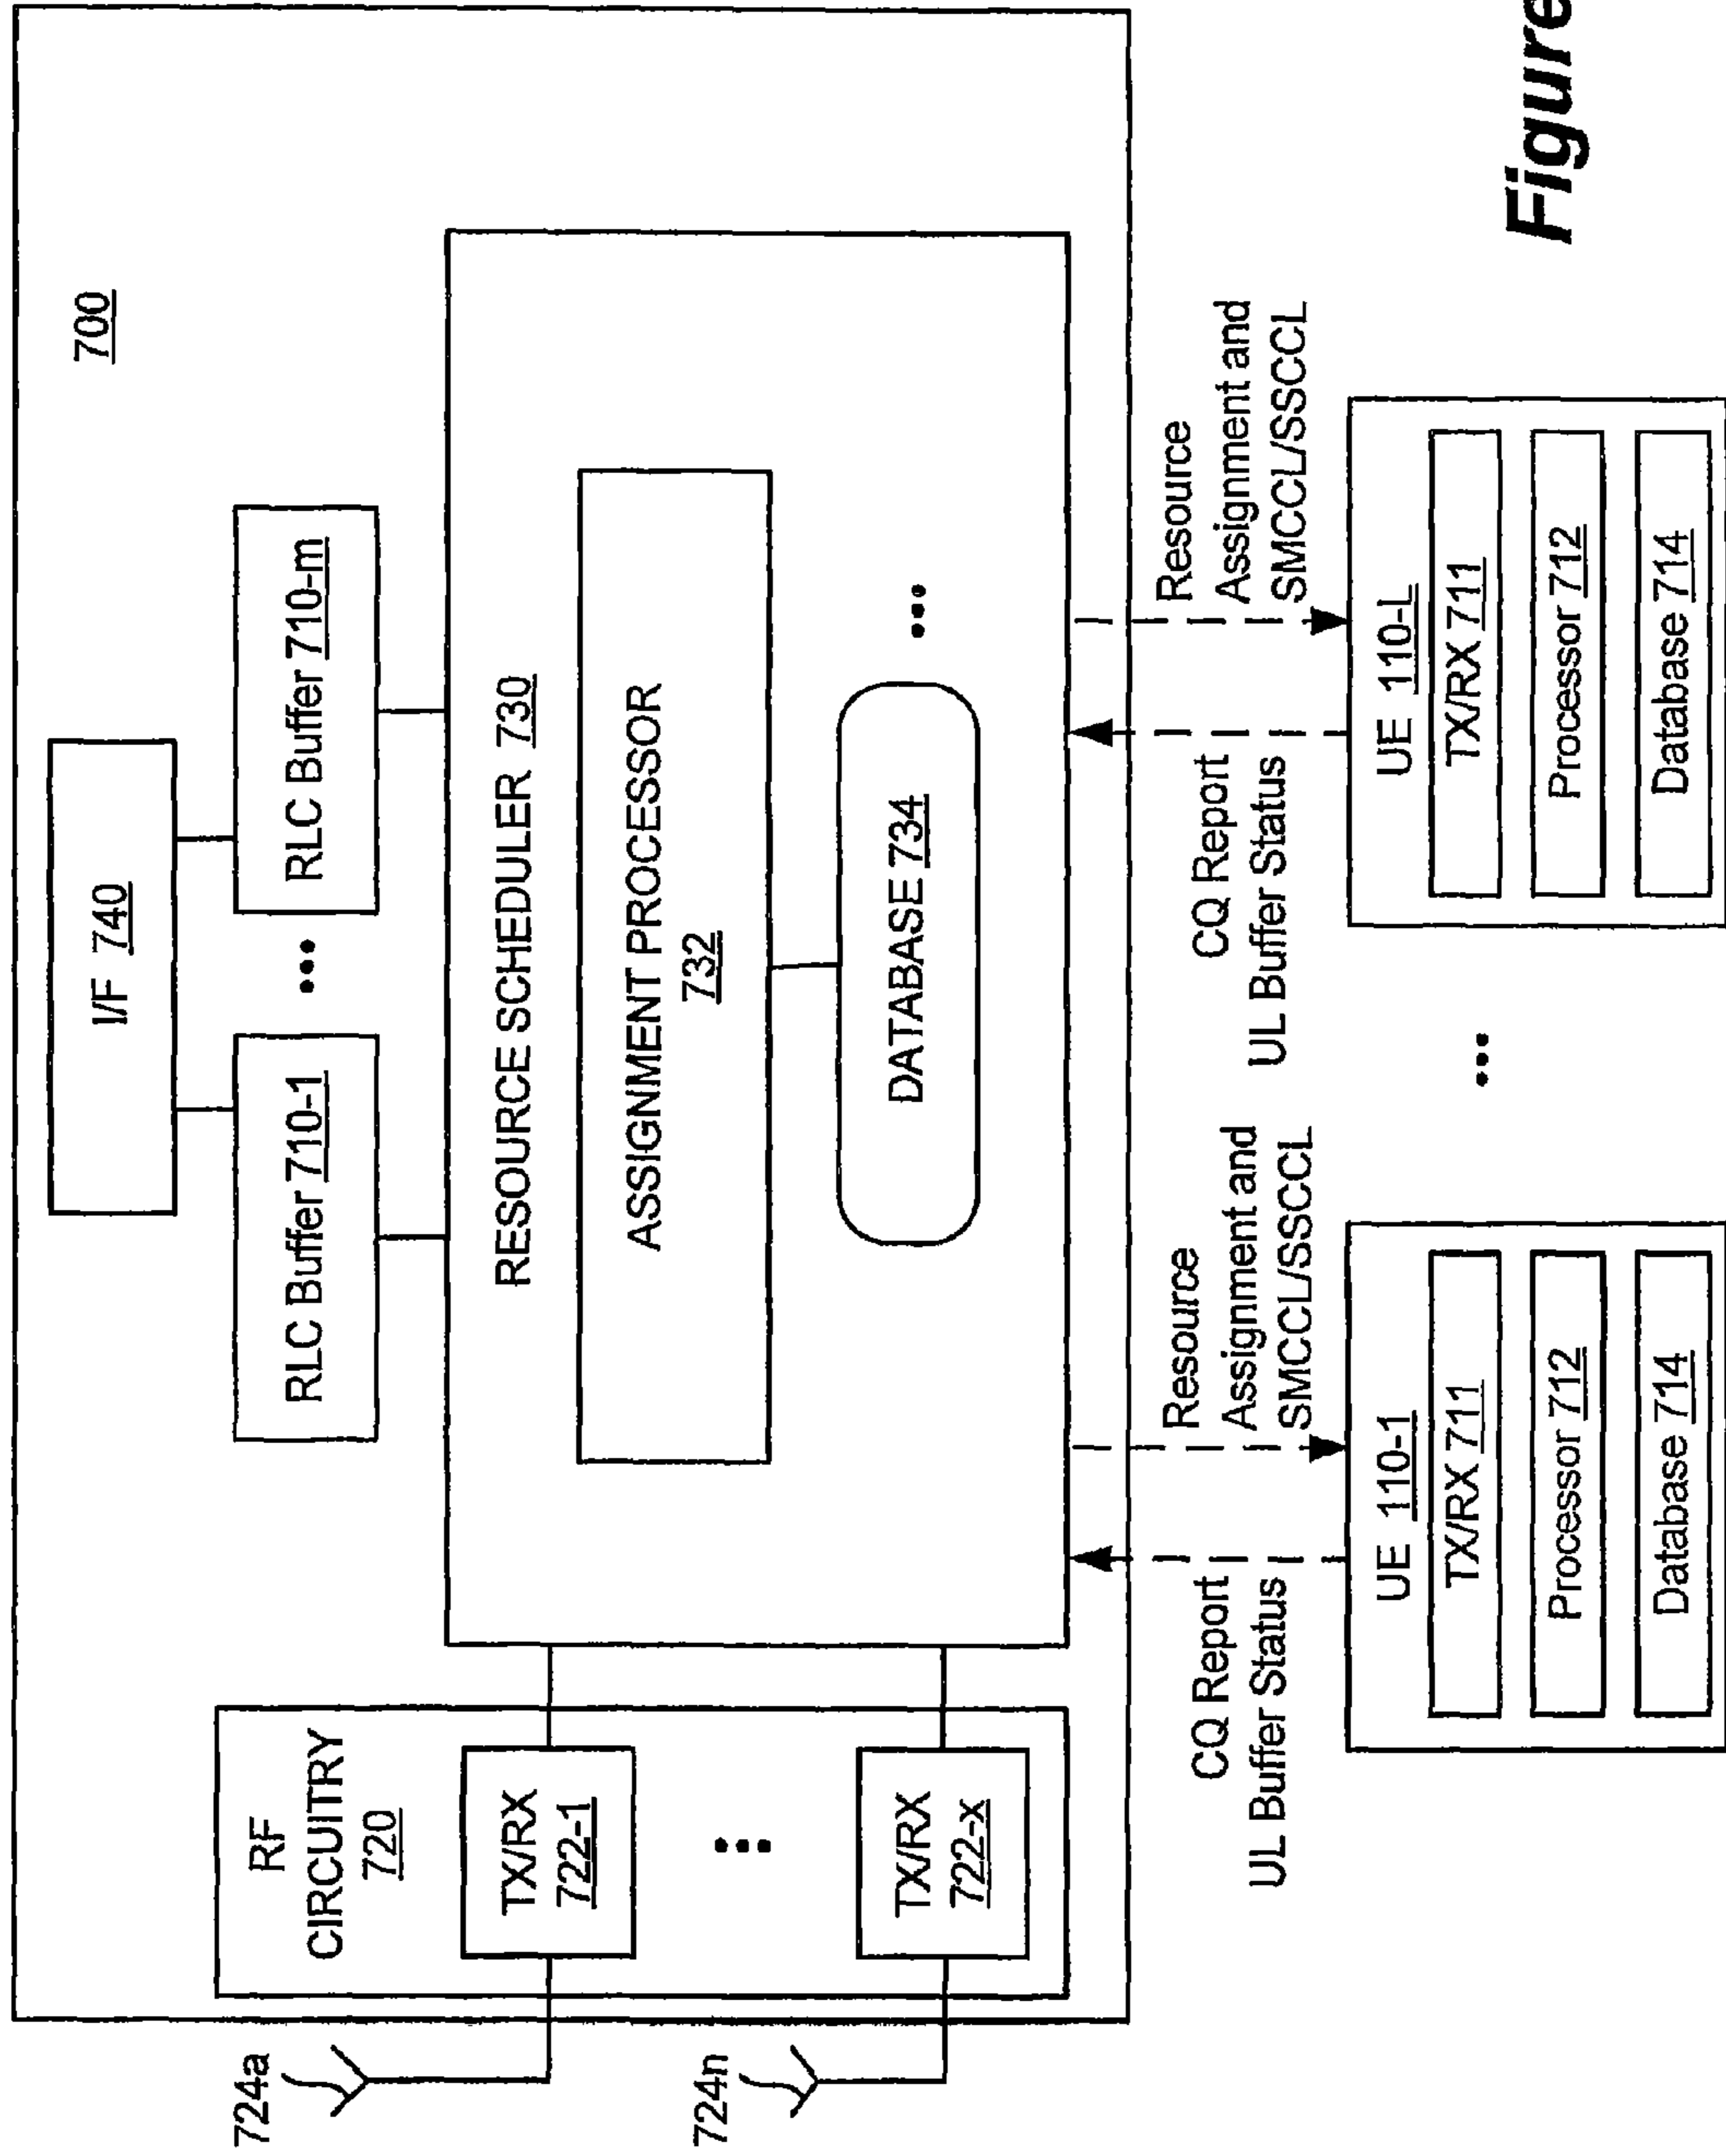 700
I/F 740
RLC Buffer 710-1
...
RLC Buffer 710-m
RF
CIRCUITRY
720
TX/RX
722-1
...
TX/RX
722-x
724a
724n
RESOURCE SCHEDULER 730
ASSIGNMENT PROCESSOR
732
DATABASE 734
...
CQ Report
UL Buffer Status
Resource
Assignment and
SMCCL/SSCCL
CQ Report
UL Buffer Status
Resource
Assignment and
SMCCL/SSCCL
UE 110-1
TX/RX 711
Processor 712
Database 714
...
UE 110-L
TX/RX 711
Processor 712
Database 714
Figure